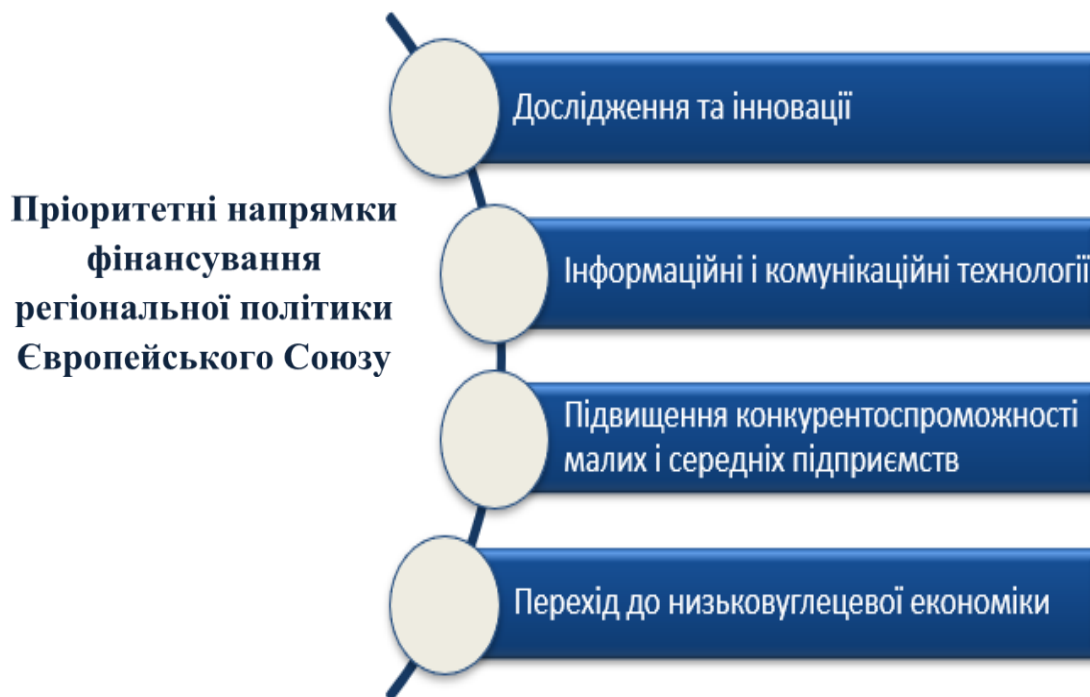 Пріоритетні напрямки
фінансування
регіональної політики
Європейського Союзу
Дослідження та інновації
Інформаційні і комунікаційні технології
Підвищення конкурентоспроможності
малих і середніх підприємств
Перехід до низьковуглецевої економіки